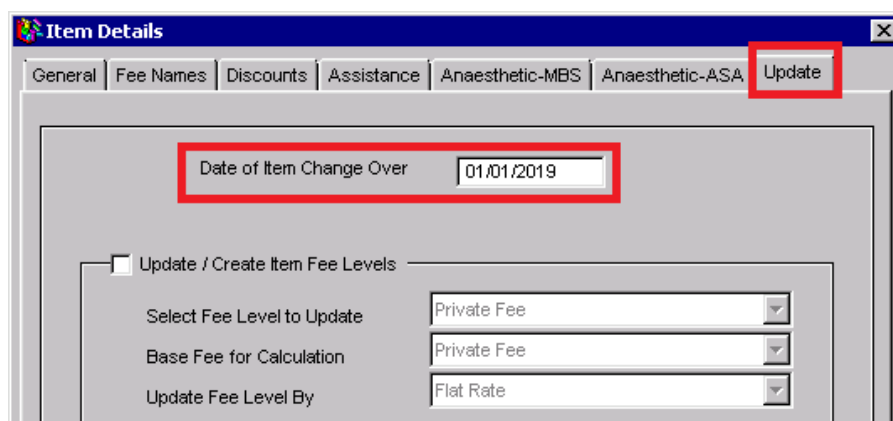 Item Details
General Fee Names Discounts Assistance Anaesthetic-MBS Anaesthetic-ASA Update
Date of Item Change Over 01/01/2019
Update / Create Item Fee Levels
Select Fee Level to Update Private Fee
Base Fee for Calculation Private Fee
Update Fee Level By Flat Rate